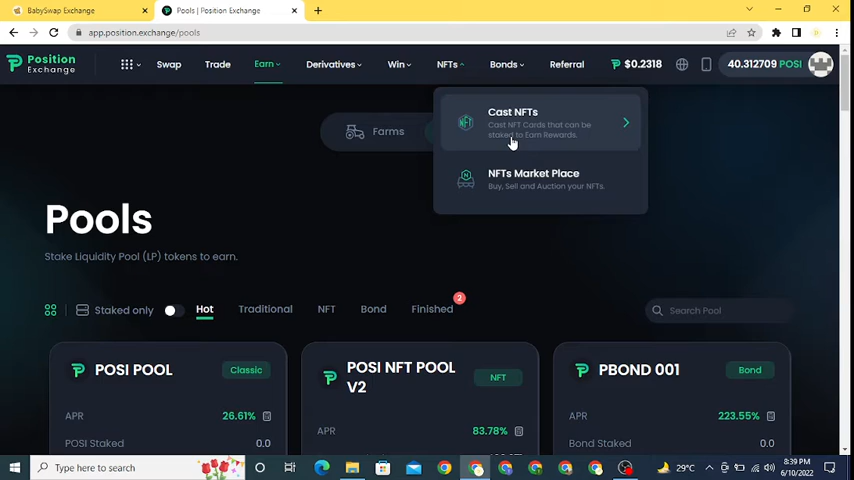 BabySwap Exchange
Pools | Position Exchange
app.position.exchange/pools
Position Exchange
Swap
Trade
Earn
Derivatives
Win
NFTs
Bonds
Referral
$0.2318
40.312709 POSI
Farms
NFT
Cast NFTs
Cast NFT Cards that can be
staked to Earn Rewards.
NFTs Market Place
Buy, Sell and Auction your NFTs.
Pools
Stake Liquidity Pool (LP) tokens to earn.
Staked only
Hot
Traditional
NFT
Bond
Finished
2
Search Pool
POSI POOL
Classic
APR
26.61%
POSI Staked
0.0
POSI NFT POOL
V2
NFT
APR
83.78%
PBOND 001
Bond
APR
223.55%
Bond Staked
0.0
Type here to search
29°C
8:39 PM
6/10/2022